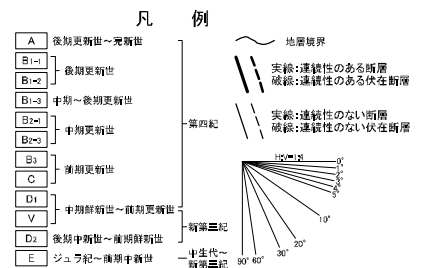 凡 例
A 後期更新世～完新世
B1-1
B1-2
後期更新世
B1-3 中期～後期更新世
B2-1
B2-3
中期更新世
B3
C
前期更新世
D1
V
中期鮮新世～前期更新世
D2 後期中新世～前期鮮新世
E ジュラ紀～前期中新世
第四紀
新第三紀
中生代～
新第三紀
地層境界
実線:連続性のある断層
破線:連続性のある伏在断層
実線:連続性のない断層
破線:連続性のない伏在断層
H:V=1:4
0°
1°
2°
3°
4°
5°
10°
20°
30°
60°
90°